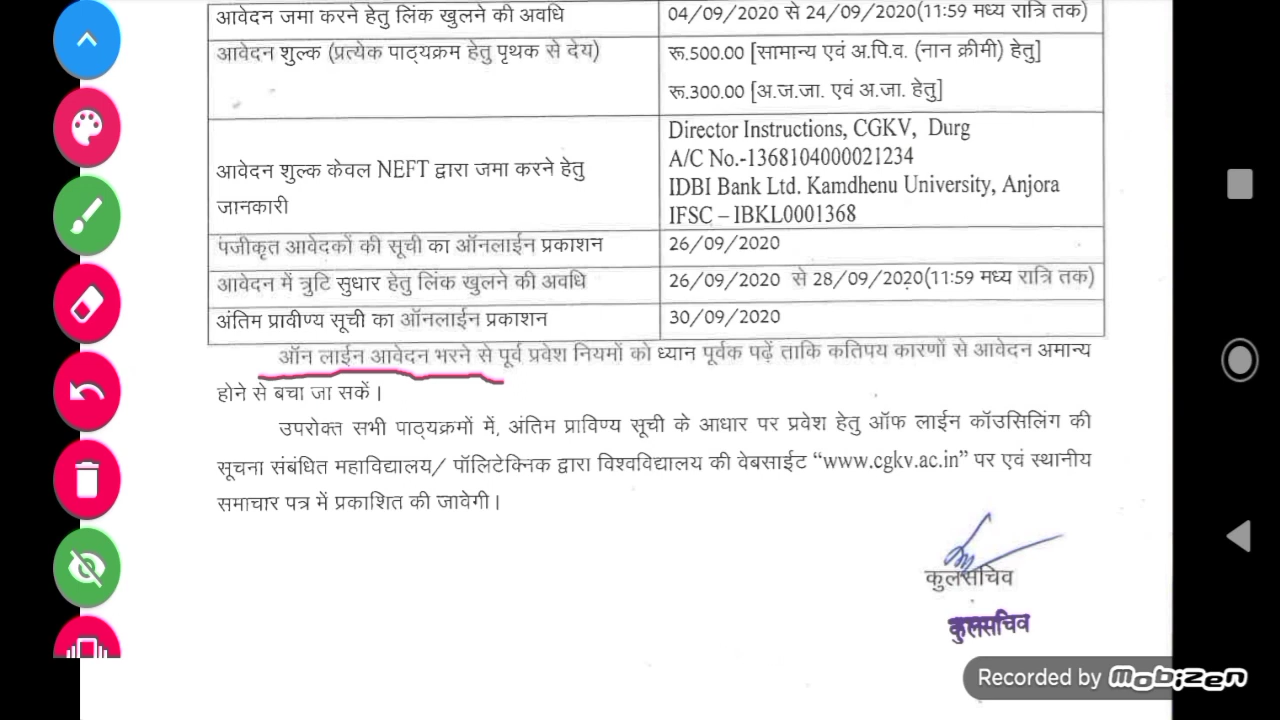 आवेदन जमा करने हेतु लिंक खुलने की अवधि 04/09/2020 से 24/09/2020(11:59 मध्य रात्रि तक)
आवेदन शुल्क (प्रत्येक पाठ्यक्रम हेतु पृथक से देय) रू.500.00 [सामान्य एवं अ.पि.व. (नान क्रीमी) हेतु]
रू.300.00 [अ.ज.जा. एवं अ.जा. हेतु]
Director Instructions, CGKV, Durg
A/C No.-1368104000021234
आवेदन शुल्क केवल NEFT द्वारा जमा करने हेतु IDBI Bank Ltd. Kamdhenu University, Anjora
जानकारी IFSC – IBKL0001368
पंजीकृत आवेदकों की सूची का ऑनलाईन प्रकाशन 26/09/2020
आवेदन में त्रुटि सुधार हेतु लिंक खुलने की अवधि 26/09/2020 से 28/09/2020(11:59 मध्य रात्रि तक)
अंतिम प्रावीण्य सूची का ऑनलाईन प्रकाशन 30/09/2020
ऑन लाईन आवेदन भरने से पूर्व प्रवेश नियमों को ध्यान पूर्वक पढ़ें ताकि कतिपय कारणों से आवेदन अमान्य
होने से बचा जा सकें।
उपरोक्त सभी पाठ्यक्रमों में, अंतिम प्राविण्य सूची के आधार पर प्रवेश हेतु ऑफ लाईन कॉउसिलिंग की
सूचना संबंधित महाविद्यालय/ पॉलिटेक्निक द्वारा विश्वविद्यालय की वेबसाईट “www.cgkv.ac.in” पर एवं स्थानीय
समाचार पत्र में प्रकाशित की जावेगी।
कुलसचिव
कुलसचिव
Recorded by Mobizen